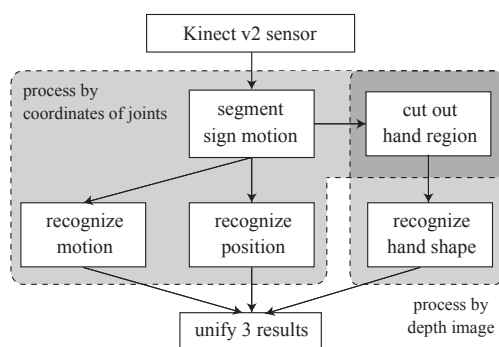 Kinect v2 sensor
process by
coordinates of joints
segment
sign motion
cut out
hand region
recognize
motion
recognize
position
recognize
hand shape
process by
depth image
unify 3 results